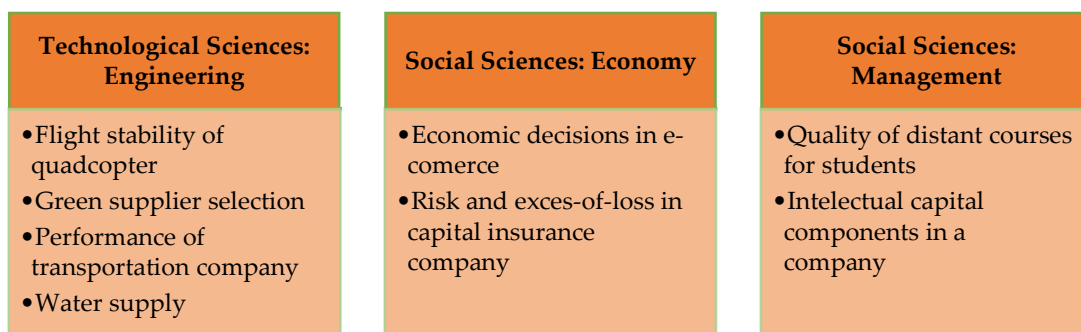 Technological Sciences:
Engineering
•Flight stability of
quadcopter
•Green supplier selection
•Performance of
transportation company
•Water supply
Social Sciences: Economy
•Economic decisions in e-
comerce
•Risk and exces-of-loss in
capital insurance
company
Social Sciences:
Management
•Quality of distant courses
for students
•Intelectual capital
components in a
company